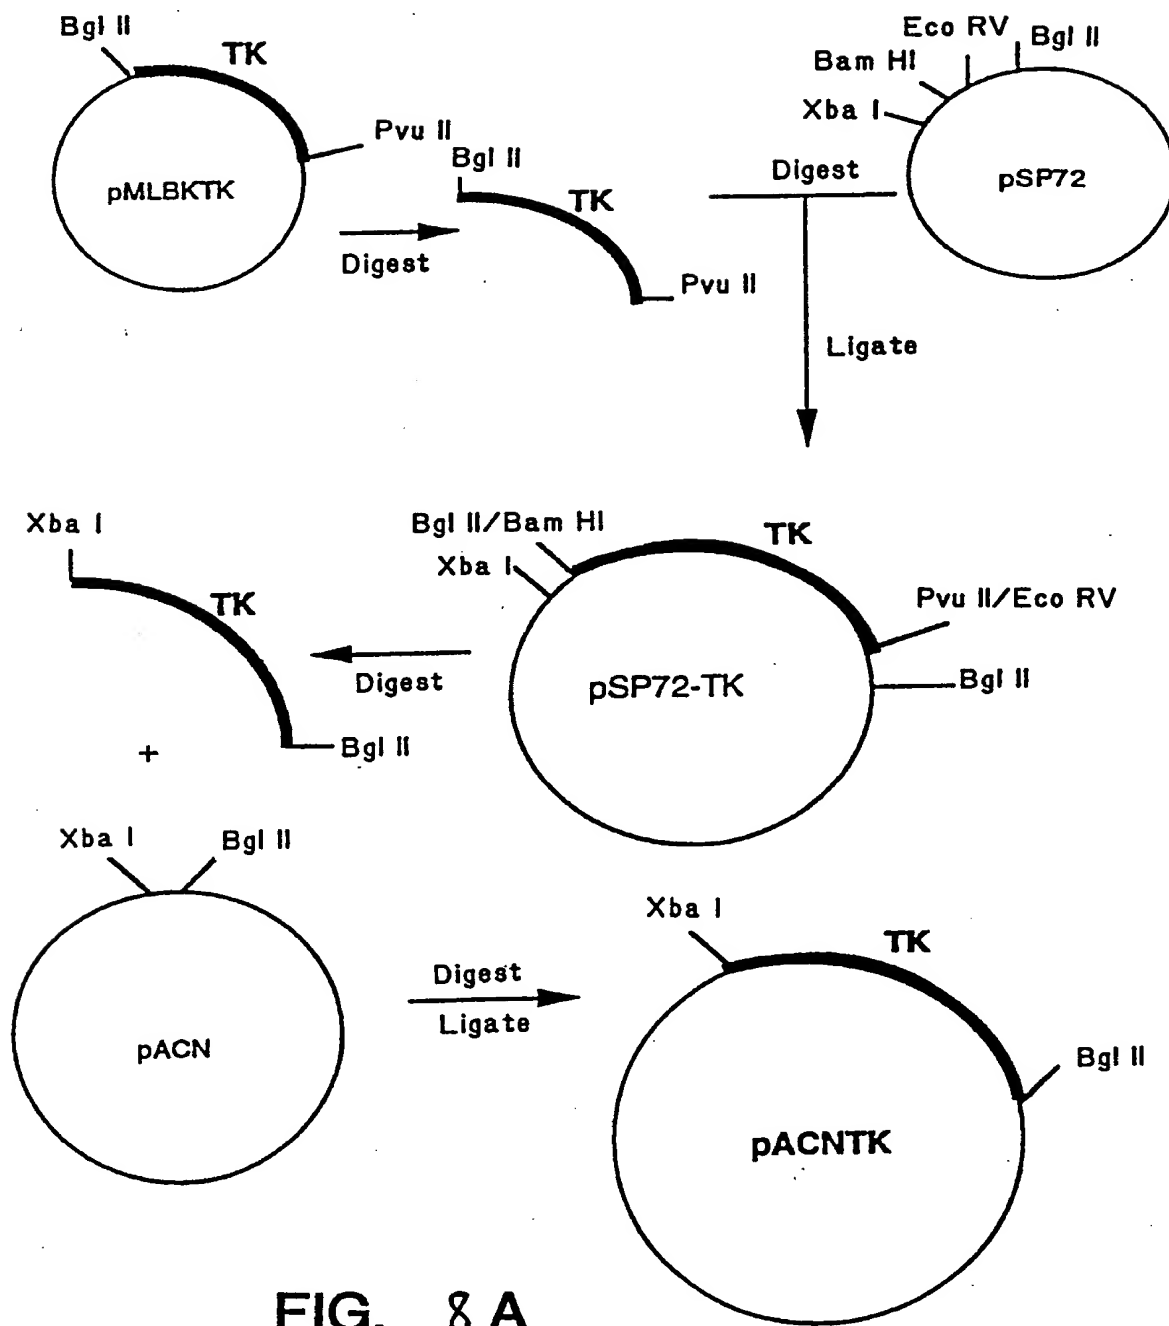 Bgl II
TK
Pvu II
pMLBKTK
Digest
Bgl II
TK
Pvu II
Digest
Eco RV
Bgl II
Bam HI
Xba I
pSP72
Ligate
Xba I
TK
Bgl II
Digest
Bgl II/Bam HI
TK
Xba I
Pvu II/Eco RV
Bgl II
pSP72-TK
+
Xba I
Bgl II
pACN
Digest
Ligate
Xba I
TK
Bgl II
pACNTK
FIG. 8 A